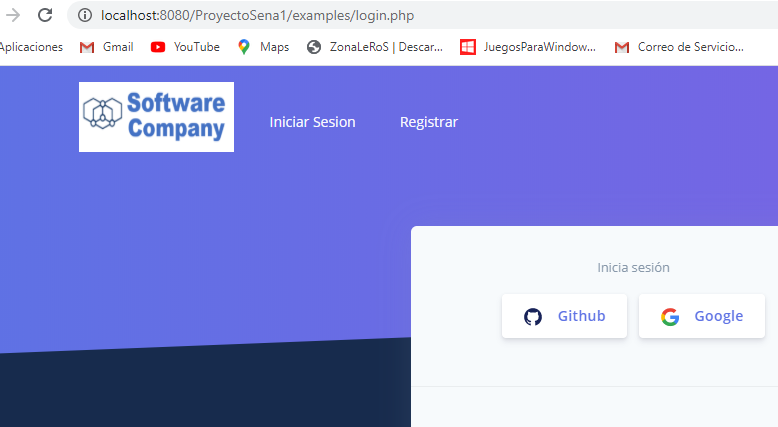 localhost:8080/ProyectoSena1/examples/login.php
Aplicaciones Gmail YouTube Maps ZonaLeRoS | Descar... JuegosParaWindow... Correo de Servicio...
Software
Company
Iniciar Sesion Registrar
Inicia sesión
Github Google